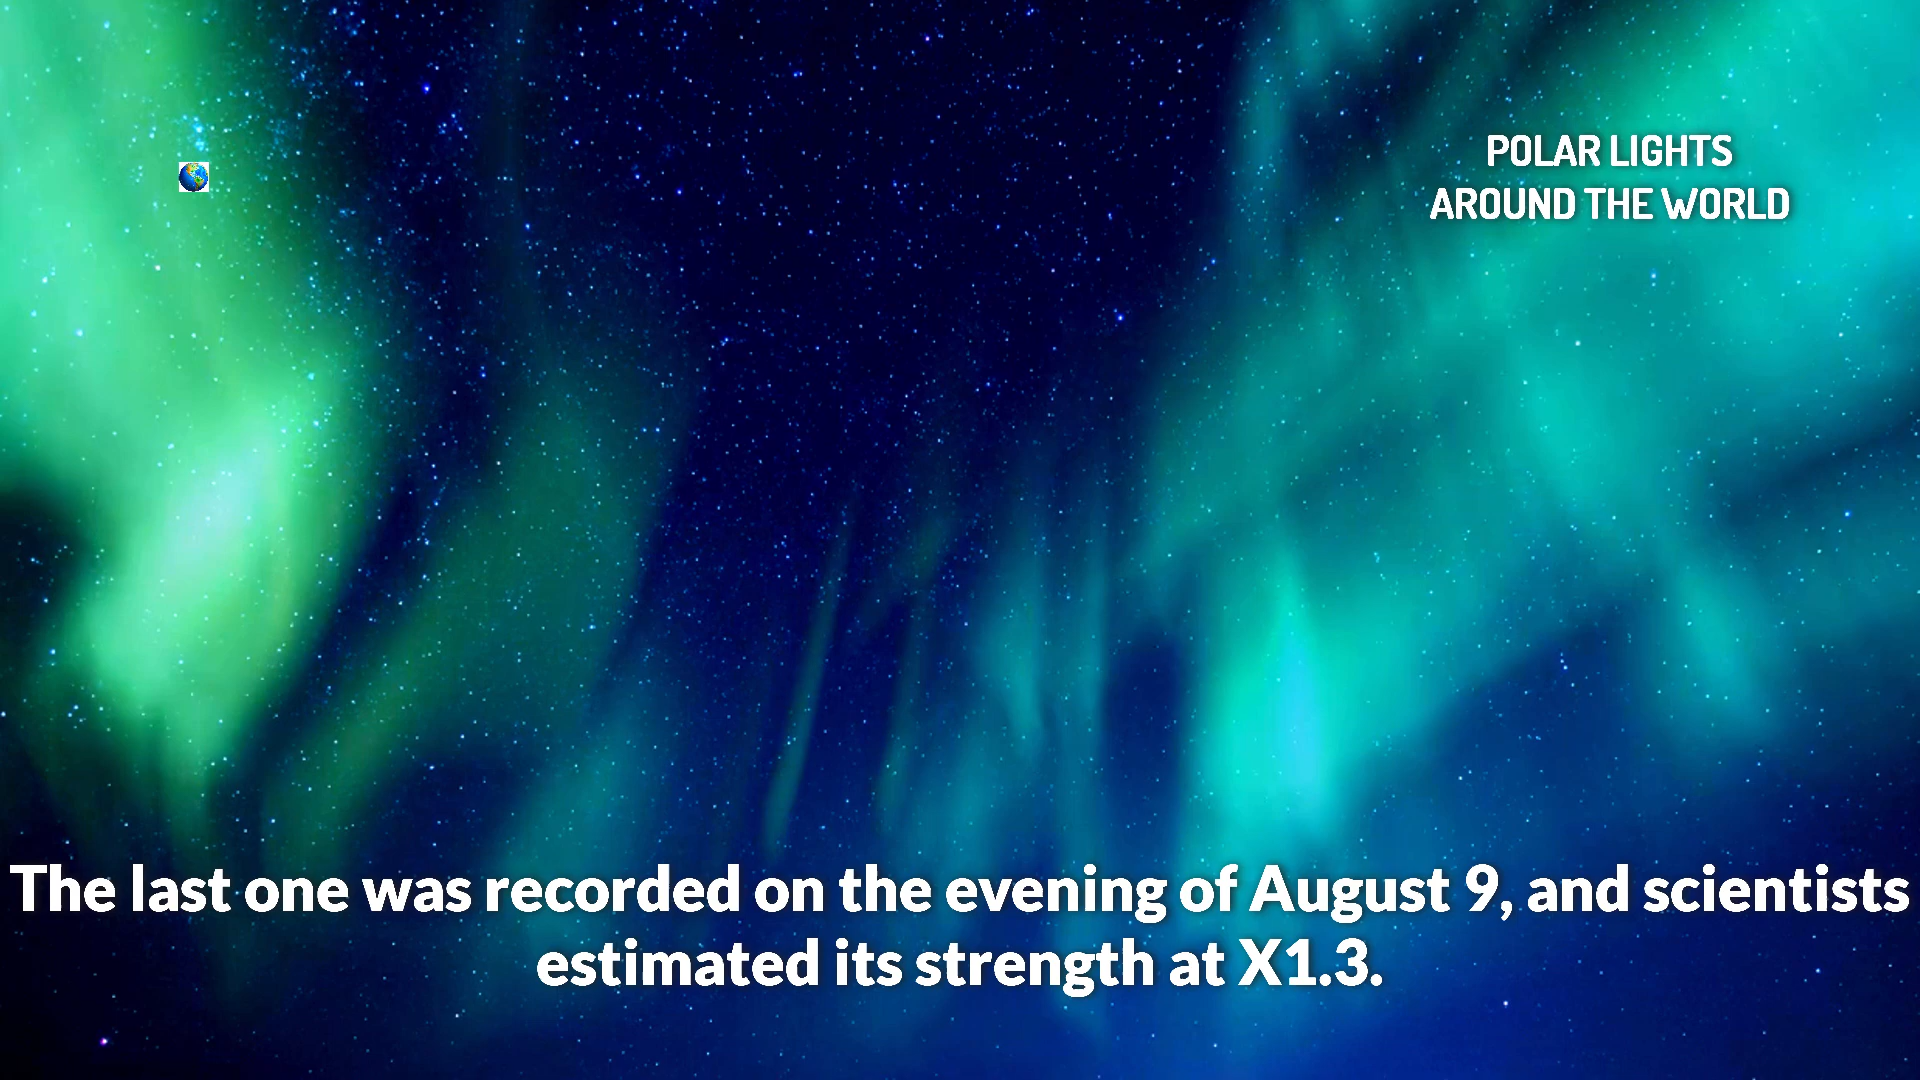 POLAR LIGHTS
AROUND THE WORLD
The last one was recorded on the evening of August 9, and scientists
estimated its strength at X1.3.